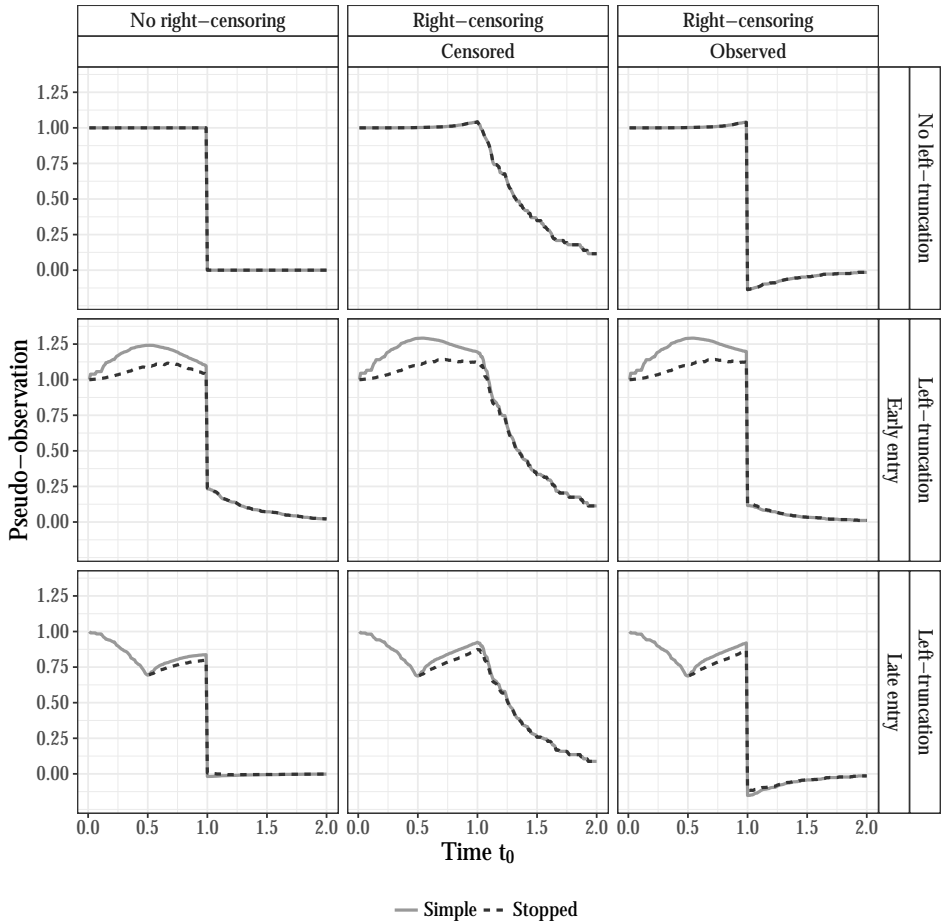 No right−censoring
Right−censoring
Right−censoring
Censored
Observed
1.25
1.00
0.75
0.50
0.25
0.00
No left−truncation
1.25
1.00
0.75
0.50
0.25
0.00
Left−truncation
Early entry
1.25
1.00
0.75
0.50
0.25
0.00
Left−truncation
Late entry
Pseudo−observation
0.0 0.5 1.0 1.5 2.0
0.0 0.5 1.0 1.5 2.0
0.0 0.5 1.0 1.5 2.0
Time t₀
Simple Stopped